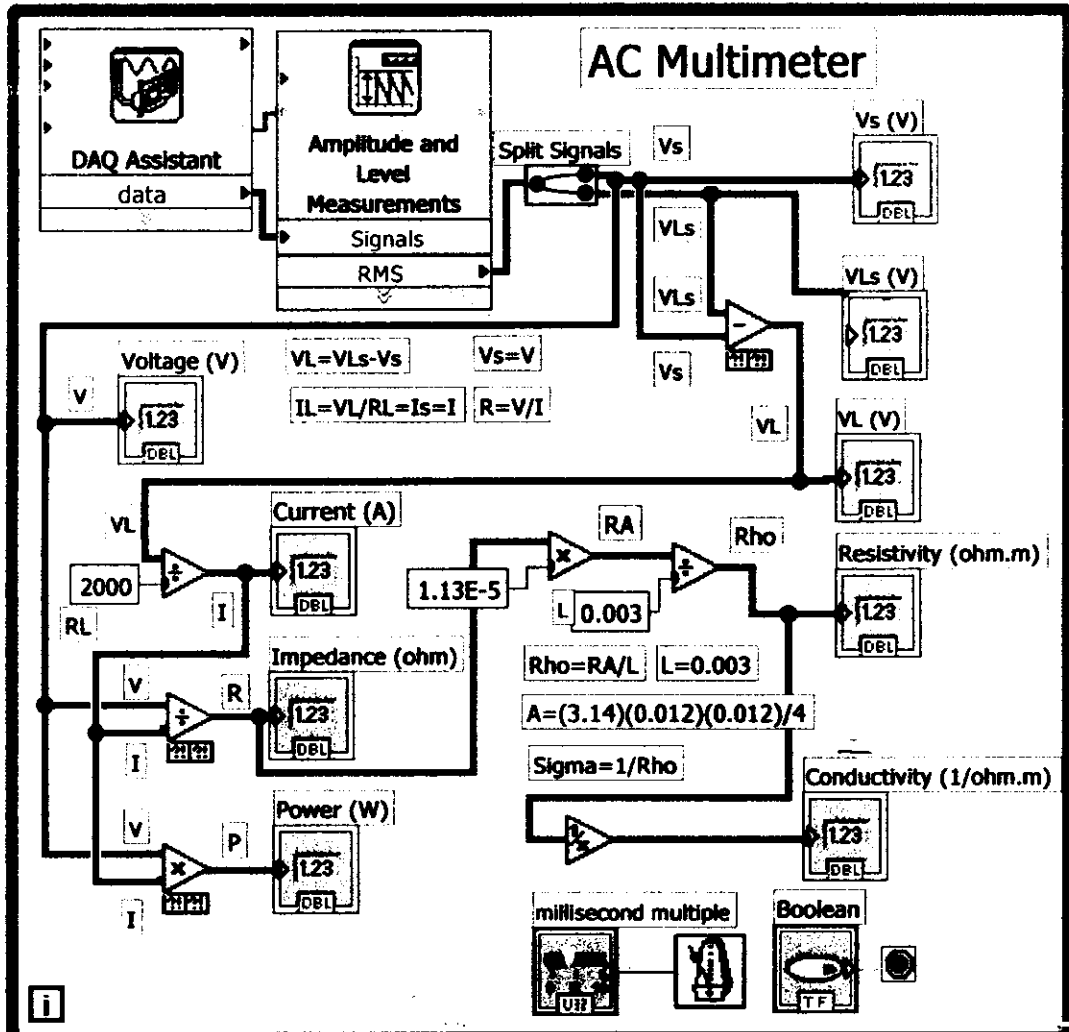 AC Multimeter
DAQ Assistant
data
Amplitude and
Level
Measurements
Signals
RMS
Split Signals
Vs
Vs (V)
1.23
DBL
VLs
VLs
Vs
VLs (V)
1.23
DBL
VL=VLs-Vs
Vs=V
IL=VL/RL=Is=I
R=V/I
Voltage (V)
V
1.23
DBL
VL
VL (V)
1.23
DBL
VL
2000
RL
I
Current (A)
1.23
DBL
RA
1.13E-5
L
0.003
Rho
Resistivity (ohm.m)
1.23
DBL
Impedance (ohm)
V
R
I
1.23
DBL
Rho=RA/L
L=0.003
A=(3.14)(0.012)(0.012)/4
Sigma=1/Rho
Conductivity (1/ohm.m)
1.23
DBL
Power (W)
V
P
I
1.23
DBL
millisecond multiple
Boolean
TF
i